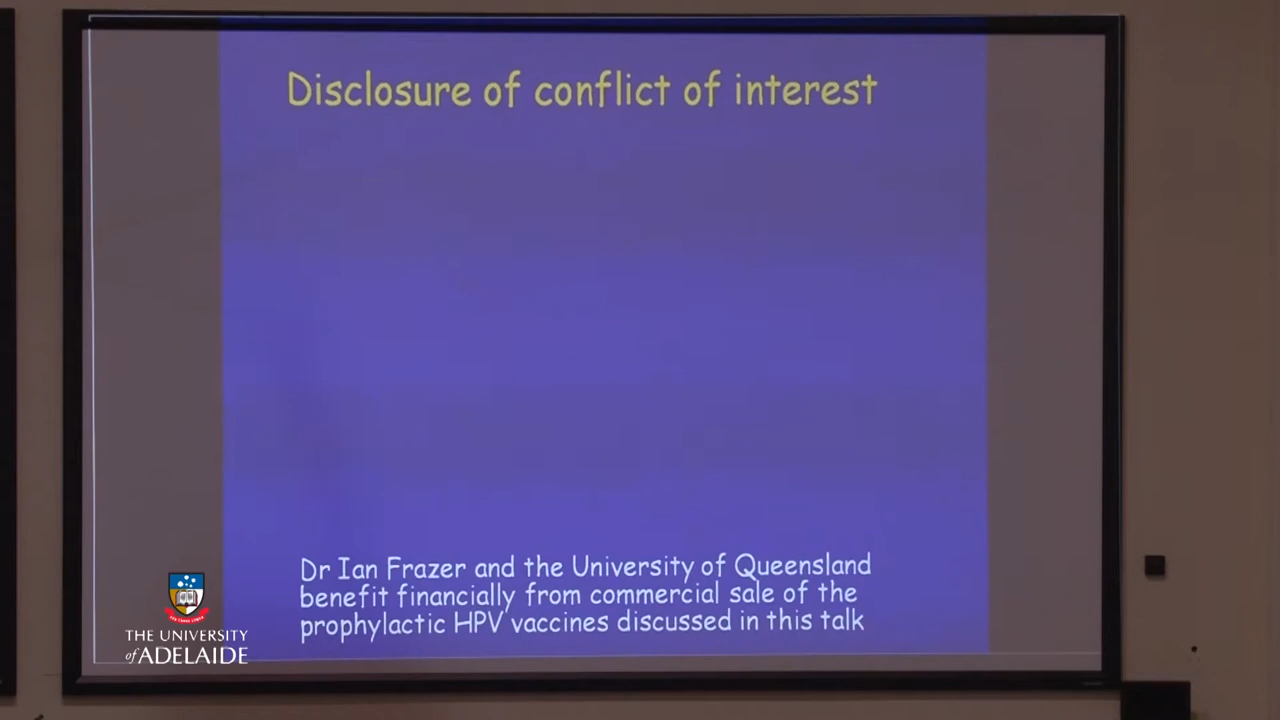 Disclosure of conflict of interest
Dr Ian Frazer and the University of Queensland
benefit financially from commercial sale of the
prophylactic HPV vaccines discussed in this talk
THE UNIVERSITY
of ADELAIDE